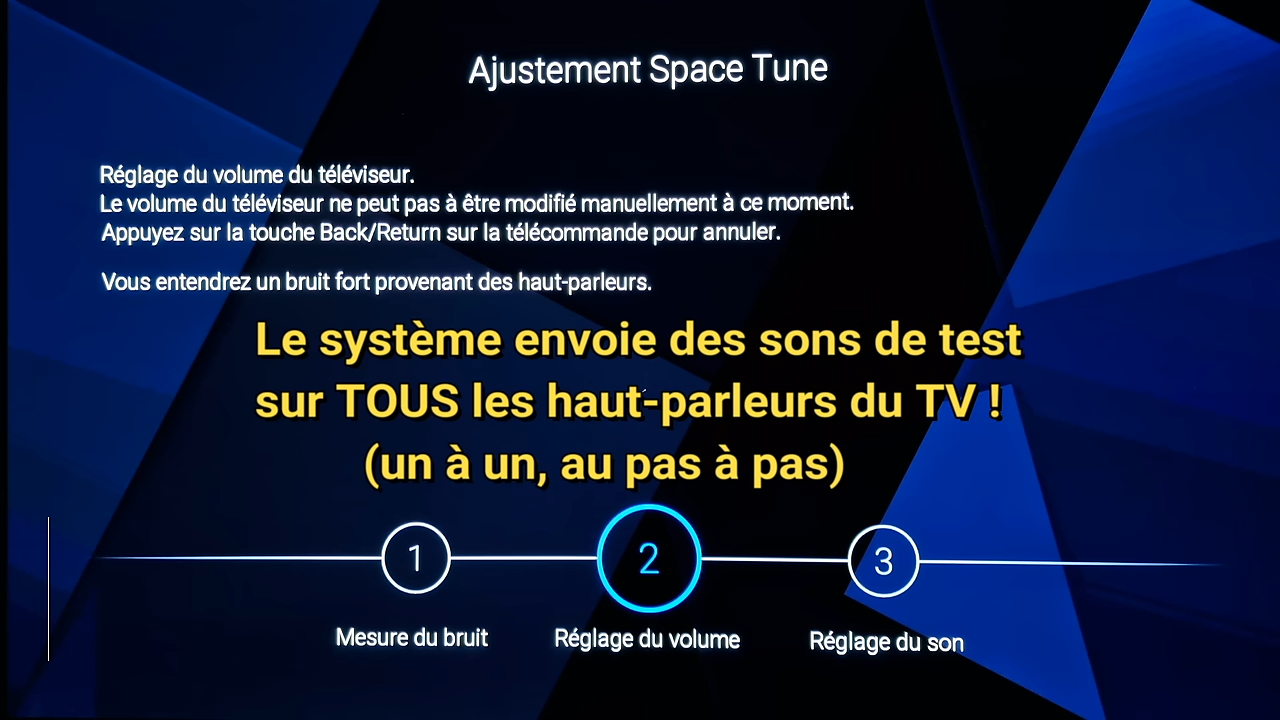 Ajustement Space Tune
Réglage du volume du téléviseur.
Le volume du téléviseur ne peut pas à être modifié manuellement à ce moment.
Appuyez sur la touche Back/Return sur la télécommande pour annuler.
Vous entendrez un bruit fort provenant des haut-parleurs.
Le système envoie des sons de test
sur TOUS les haut-parleurs du TV !
(un à un, au pas à pas)
1
2
3
Mesure du bruit
Réglage du volume
Réglage du son